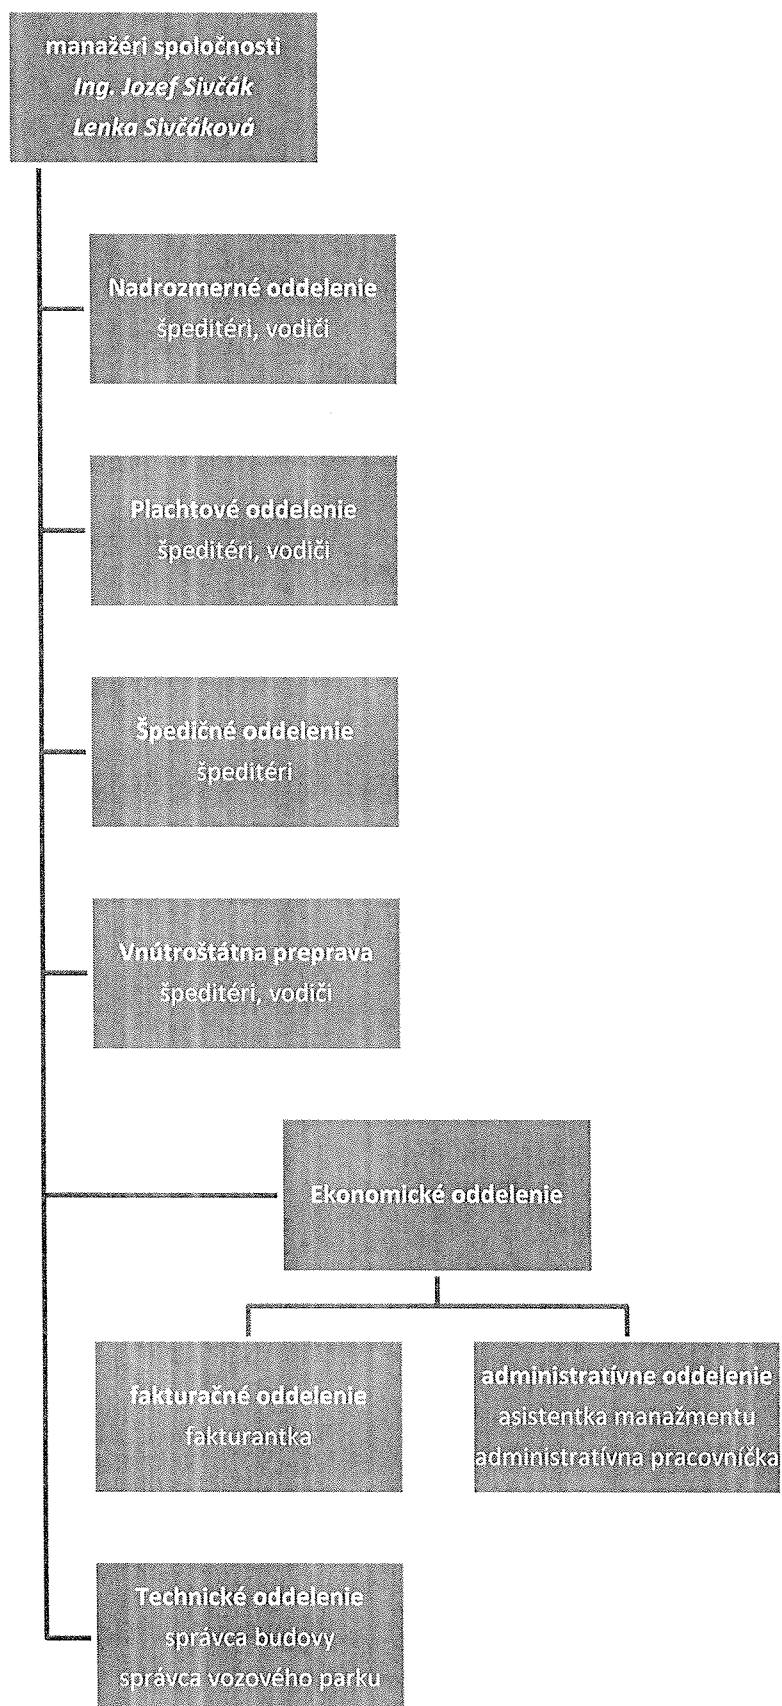 manažéri spoločnosti
Ing. Jozef Sivčák
Lenka Sivčáková
Nadrozmerné oddelenie
špeditéri, vodiči
Plachtové oddelenie
špeditéri, vodiči
Špedičné oddelenie
špeditéri
Vnútroštátna preprava
špeditéri, vodiči
Ekonomické oddelenie
fakturačné oddelenie
fakturantka
administratívne oddelenie
asistentka manažmentu
administratívna pracovníčka
Technické oddelenie
správca budovy
správca vozového parku